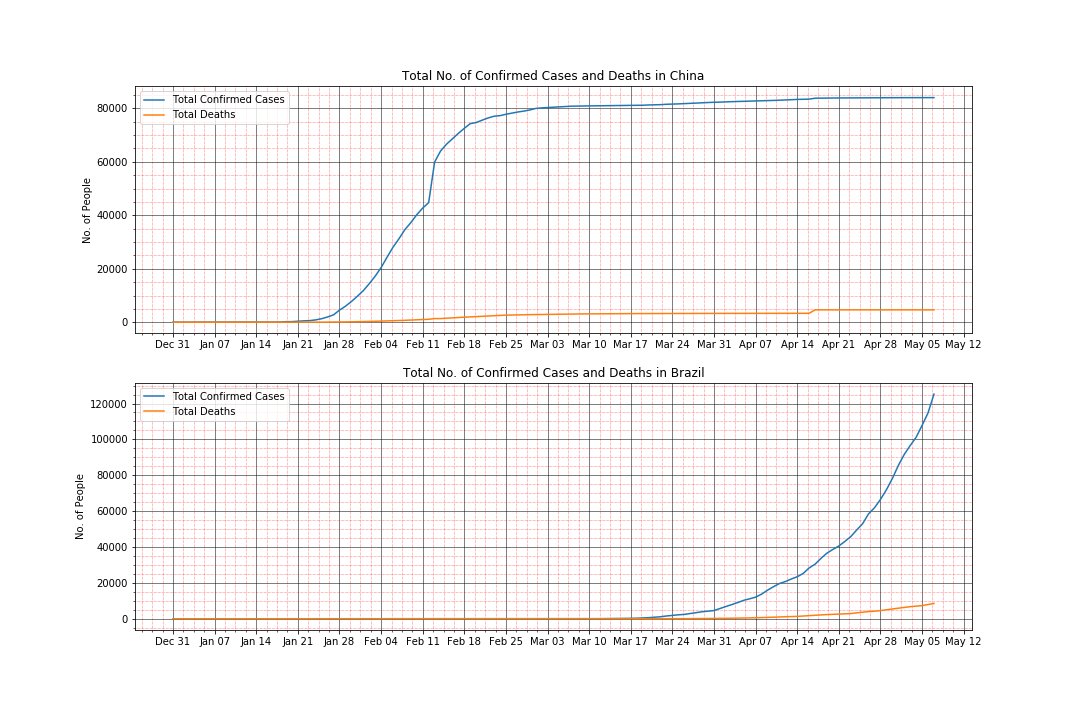 Total No. of Confirmed Cases and Deaths in China
Total Confirmed Cases
Total Deaths
No. of People
80000
60000
40000
20000
0
Dec 31 Jan 07 Jan 14 Jan 21 Jan 28 Feb 04 Feb 11 Feb 18 Feb 25 Mar 03 Mar 10 Mar 17 Mar 24 Mar 31 Apr 07 Apr 14 Apr 21 Apr 28 May 05 May 12
Total No. of Confirmed Cases and Deaths in Brazil
Total Confirmed Cases
Total Deaths
No. of People
120000
100000
80000
60000
40000
20000
0
Dec 31 Jan 07 Jan 14 Jan 21 Jan 28 Feb 04 Feb 11 Feb 18 Feb 25 Mar 03 Mar 10 Mar 17 Mar 24 Mar 31 Apr 07 Apr 14 Apr 21 Apr 28 May 05 May 12